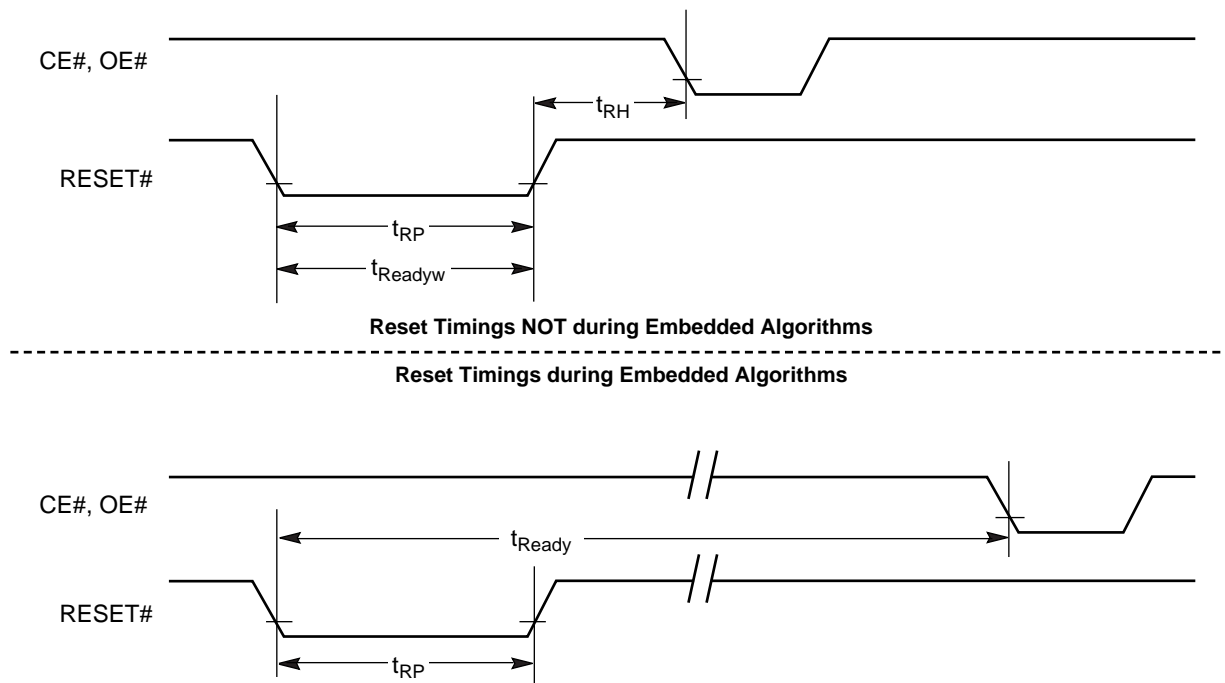 CE#, OE#
tRH
RESET#
tRP
tReadyw
Reset Timings NOT during Embedded Algorithms
Reset Timings during Embedded Algorithms
CE#, OE#
tReady
RESET#
tRP